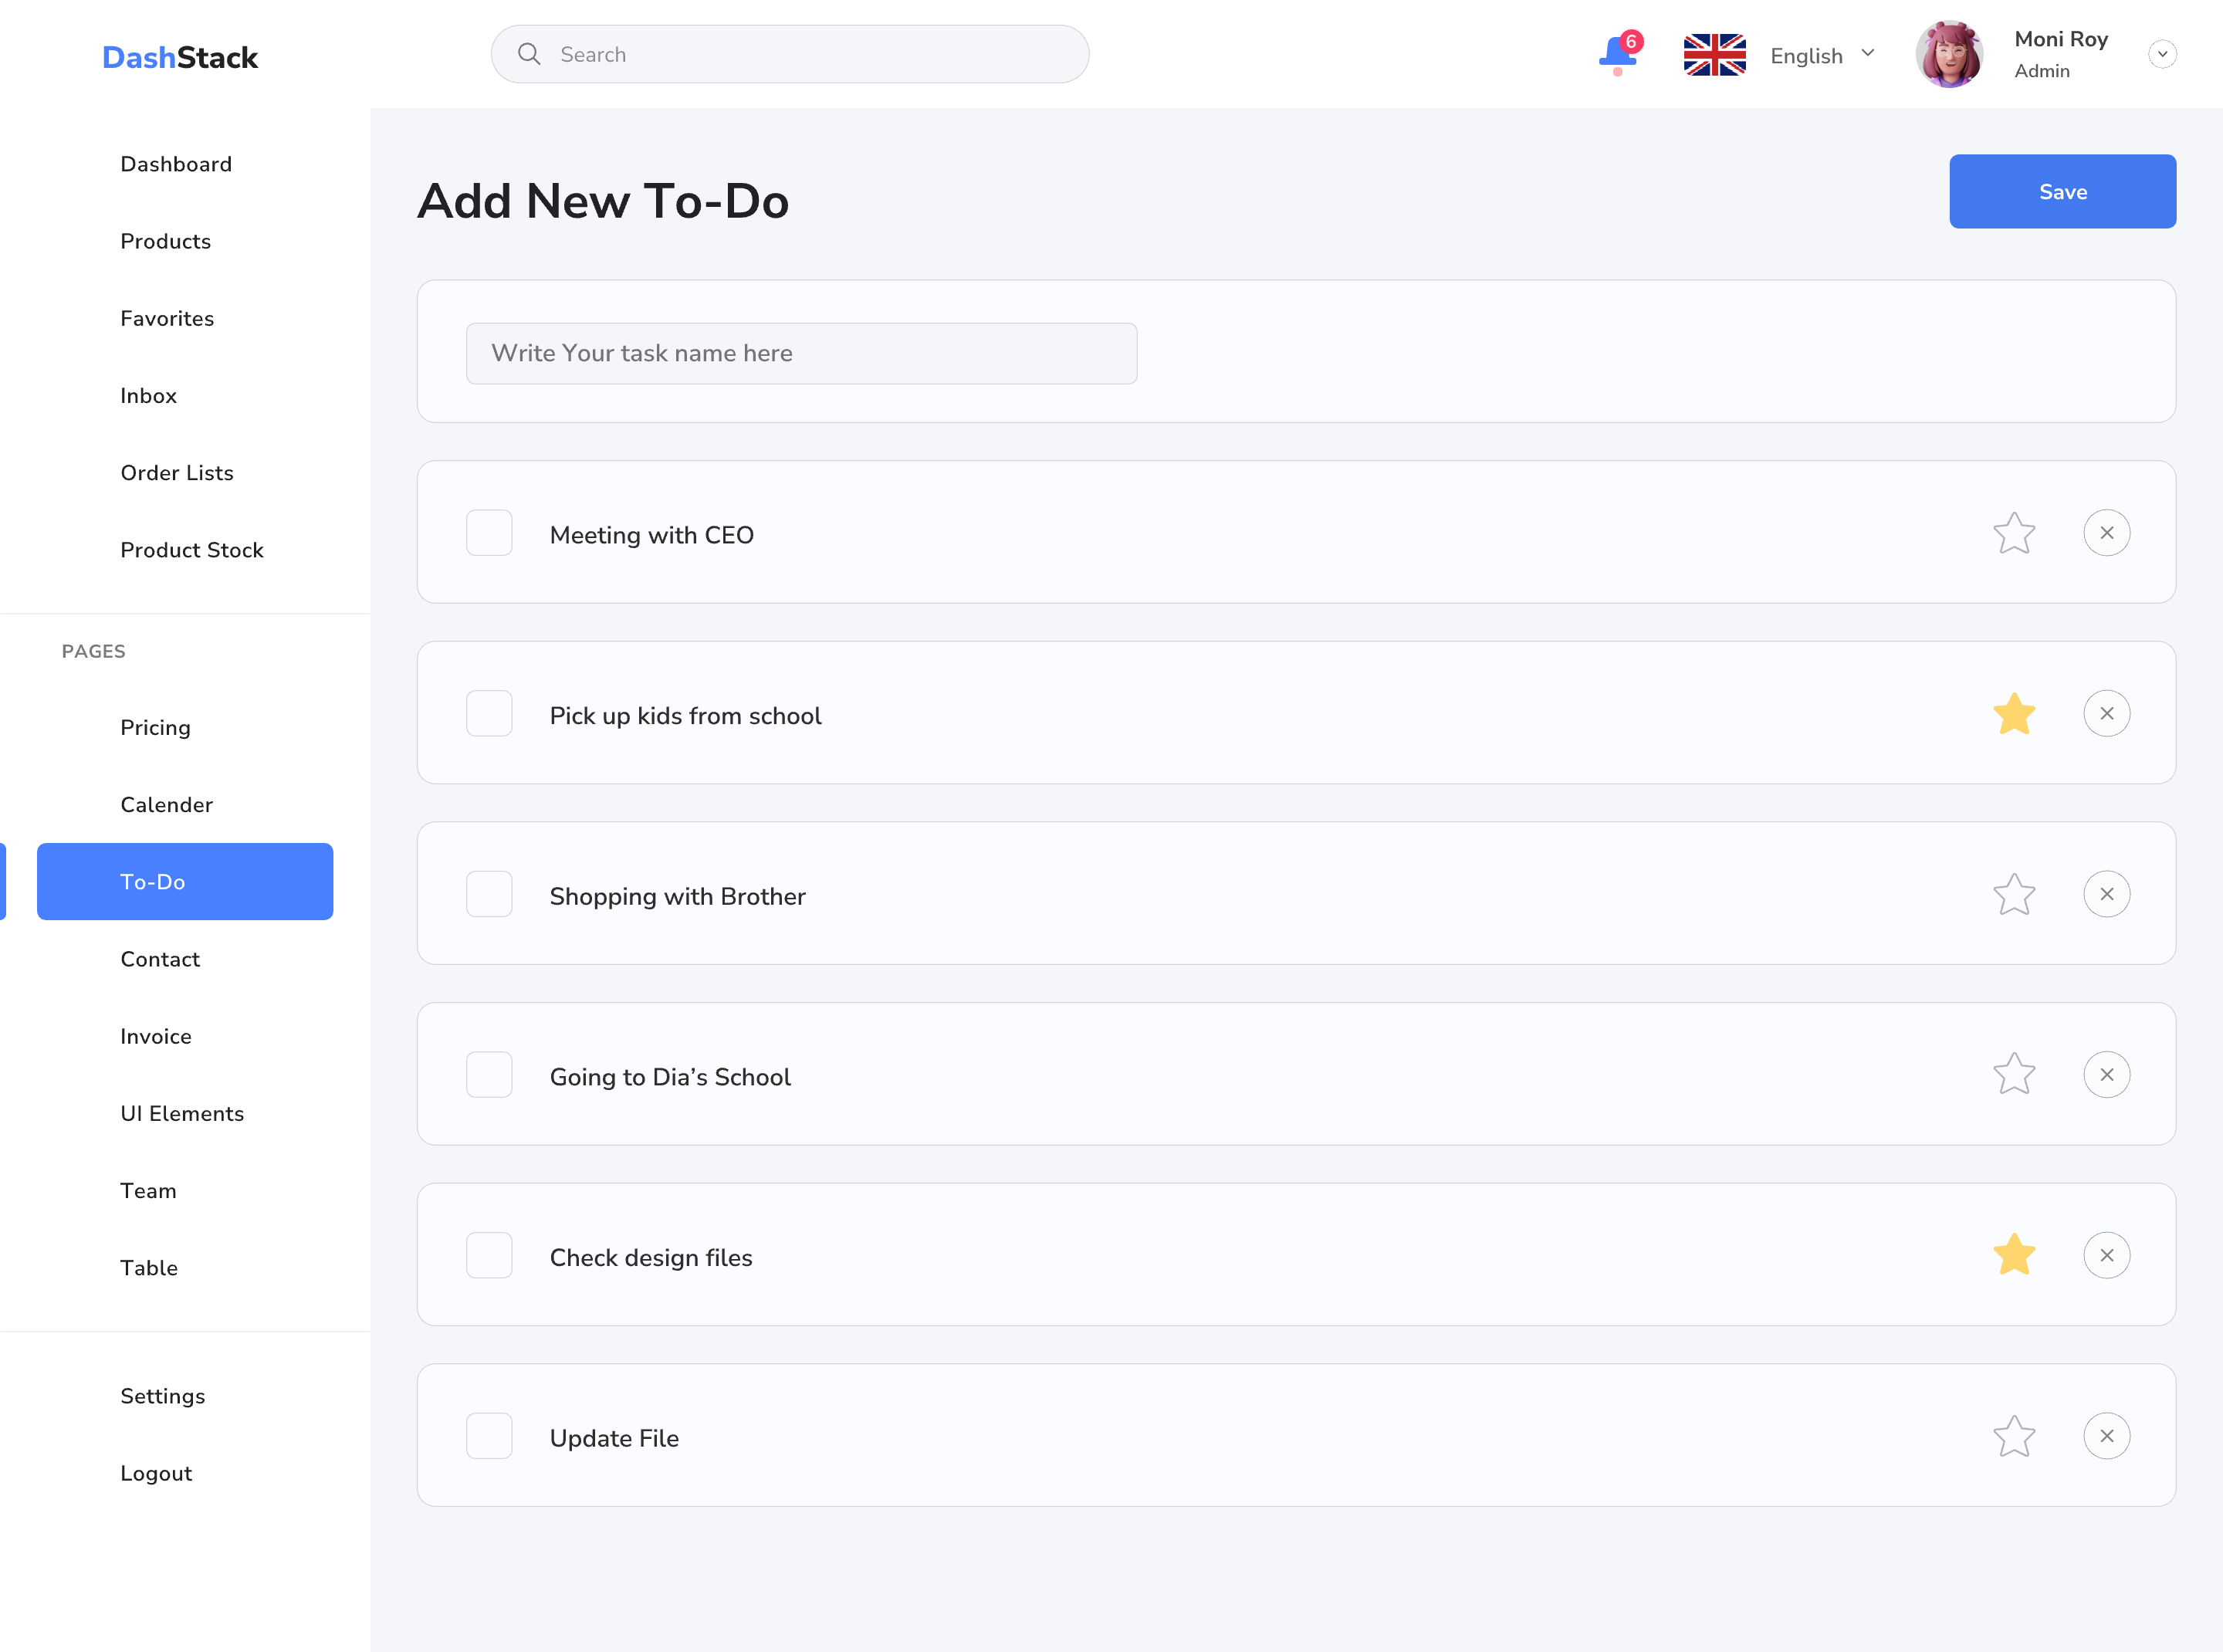 DashStack
Search
6
English
Moni Roy
Admin
Dashboard
Products
Favorites
Inbox
Order Lists
Product Stock
PAGES
Pricing
Calender
To-Do
Contact
Invoice
UI Elements
Team
Table
Settings
Logout
Add New To-Do
Save
Write Your task name here
Meeting with CEO
Pick up kids from school
Shopping with Brother
Going to Dia’s School
Check design files
Update File